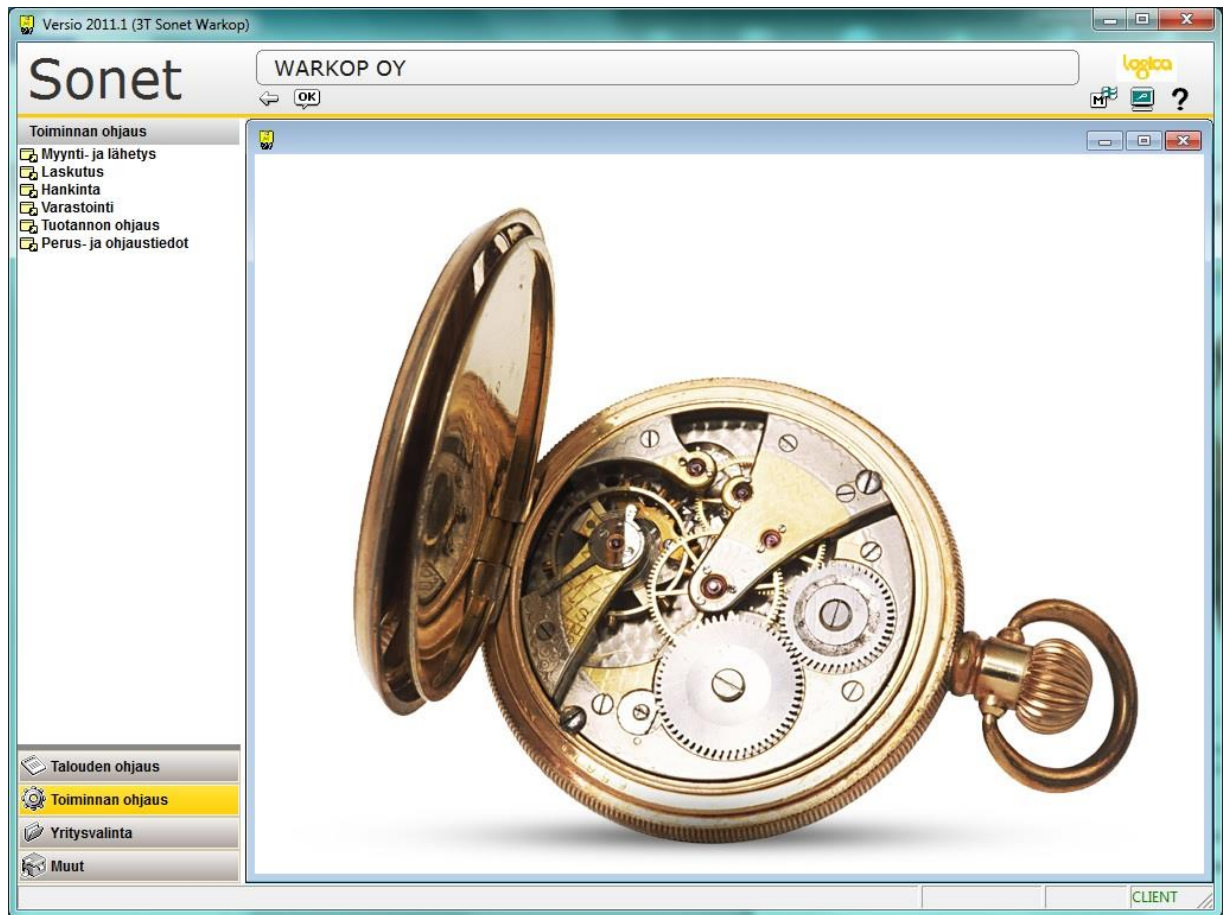 Versio 2011.1 (3T Sonet Warkop)
Sonet
WARKOP OY
logica
OK
M
?
Toiminnan ohjaus
Myynti- ja lähetys
Laskutus
Hankinta
Varastointi
Tuotannon ohjaus
Perus- ja ohjaustiedot
Talouden ohjaus
Toiminnan ohjaus
Yritysvalinta
Muut
CLIENT